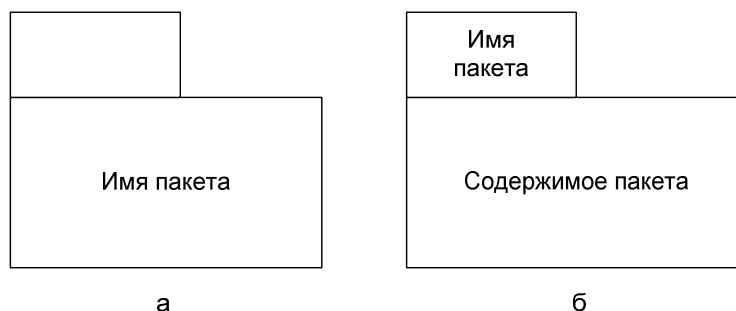 Имя
пакета
Имя пакета
Содержимое пакета
а
б